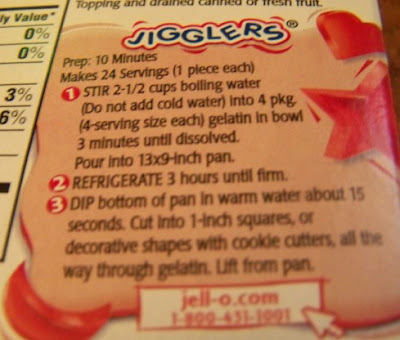 Topping and drained canned or fresh fruit.
ly Value*
0%
0%
3%
6%
JIGGLERS®
Prep: 10 Minutes
Makes 24 Servings (1 piece each)
1 STIR 2-1/2 cups boiling water
(Do not add cold water) into 4 pkg.
(4-serving size each) gelatin in bowl
3 minutes until dissolved.
Pour into 13x9-inch pan.
2 REFRIGERATE 3 hours until firm.
3 DIP bottom of pan in warm water about 15
seconds. Cut into 1-inch squares, or
decorative shapes with cookie cutters, all the
way through gelatin. Lift from pan.
jell-o.com
1-800-431-1001